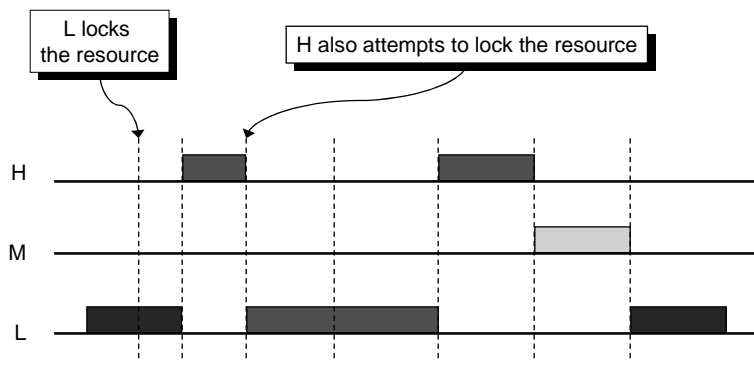 L locks
the resource
H also attempts to lock the resource
H
M
L